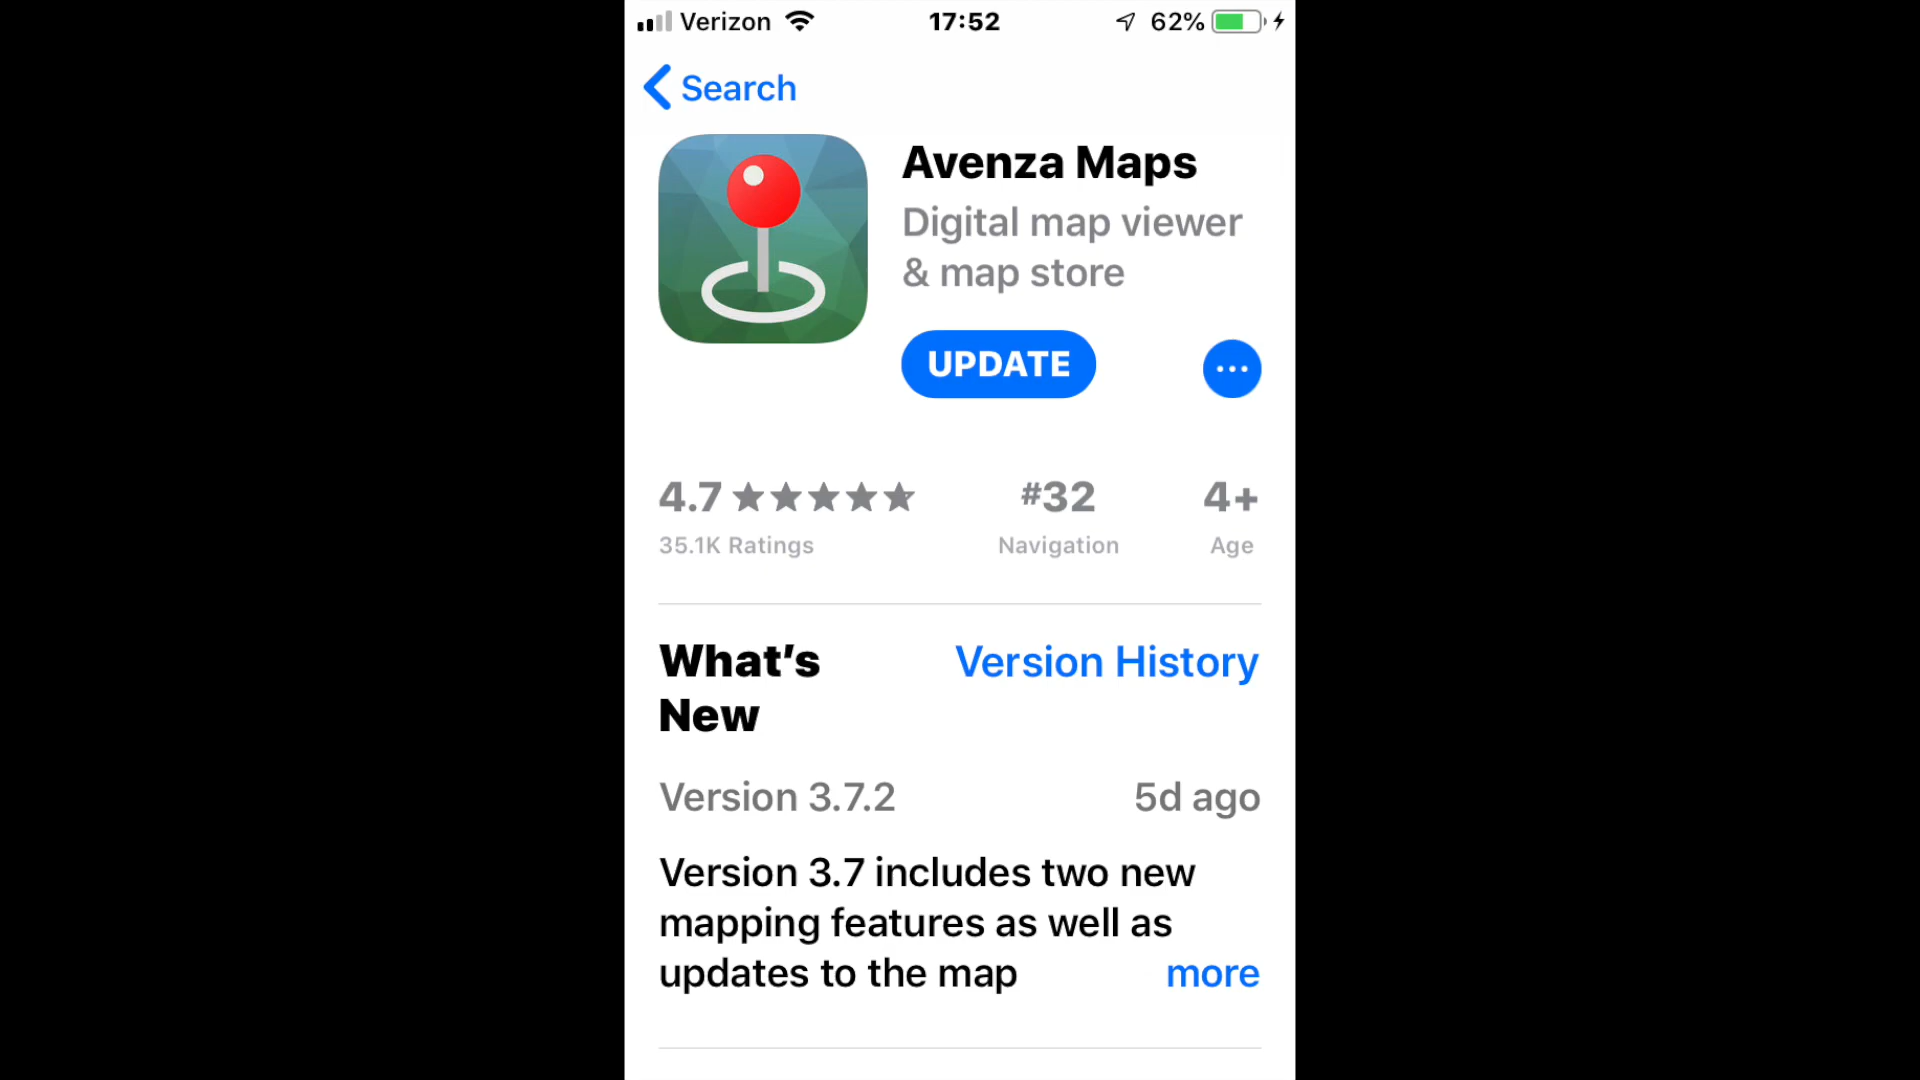 Verizon 17:52 62%
Search
Avenza Maps
Digital map viewer
& map store
UPDATE
4.7 #32 4+
35.1K Ratings Navigation Age
What's Version History
New
Version 3.7.2 5d ago
Version 3.7 includes two new
mapping features as well as
updates to the map more